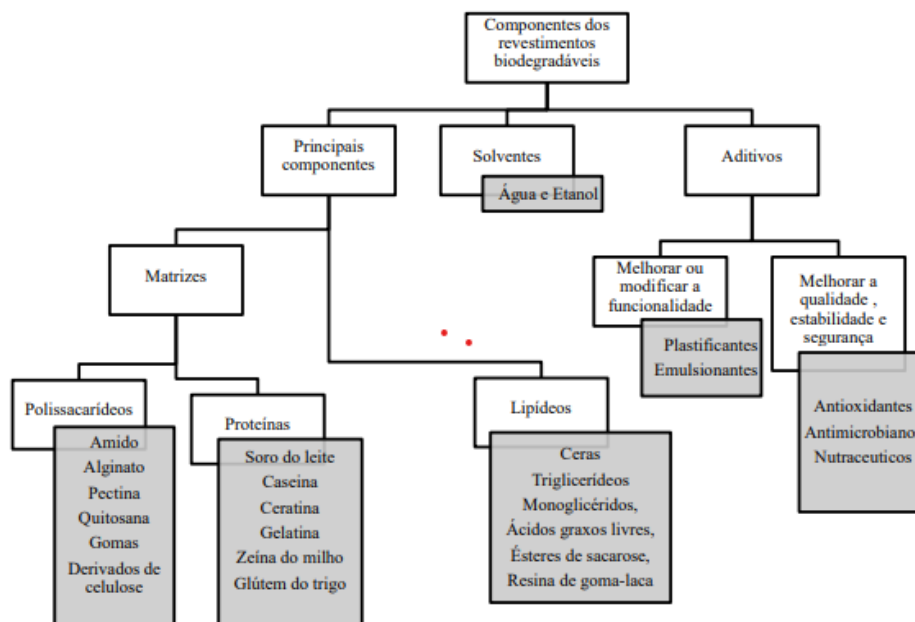 Componentes dos
revestimentos
biodegradáveis
Principais
componentes
Solventes
Água e Etanol
Aditivos
Matrizes
Melhorar ou
modificar a
funcionalidade
Plastificantes
Emulsionantes
Melhorar a
qualidade ,
estabilidade e
segurança
Antioxidantes
Antimicrobiano
Nutraceuticos
Polissacarídeos
Amido
Alginato
Pectina
Quitosana
Gomas
Derivados de
celulose
Proteínas
Soro do leite
Caseina
Ceratina
Gelatina
Zeína do milho
Glútem do trigo
Lipídeos
Ceras
Triglicerídeos
Monoglicéridos,
Ácidos graxos livres,
Ésteres de sacarose,
Resina de goma-laca